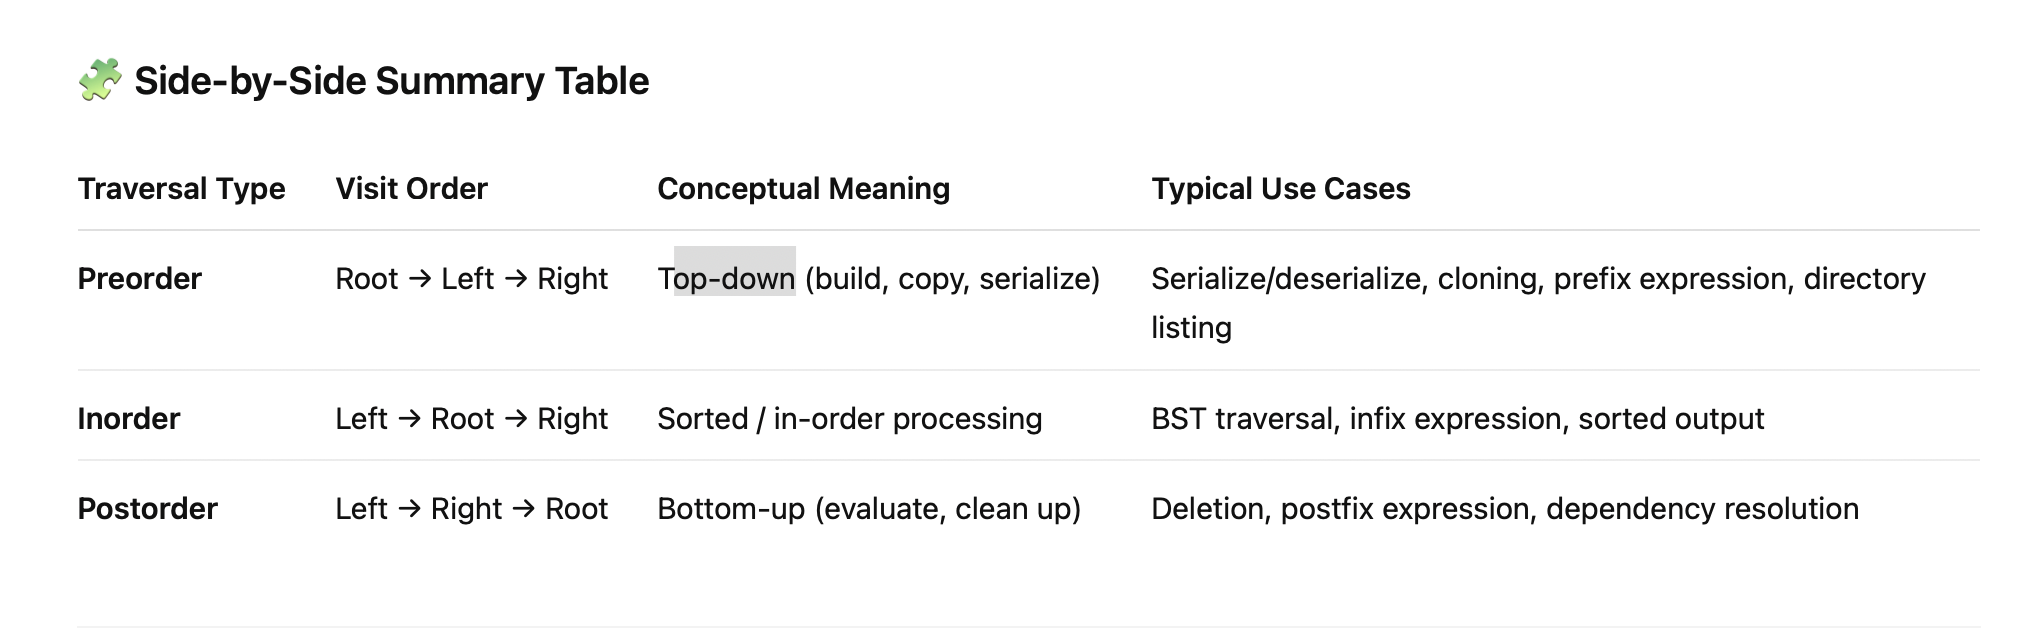 🧩 Side-by-Side Summary Table
Traversal Type Visit Order Conceptual Meaning Typical Use Cases
Preorder Root → Left → Right Top-down (build, copy, serialize) Serialize/deserialize, cloning, prefix expression, directory
listing
Inorder Left → Root → Right Sorted / in-order processing BST traversal, infix expression, sorted output
Postorder Left → Right → Root Bottom-up (evaluate, clean up) Deletion, postfix expression, dependency resolution